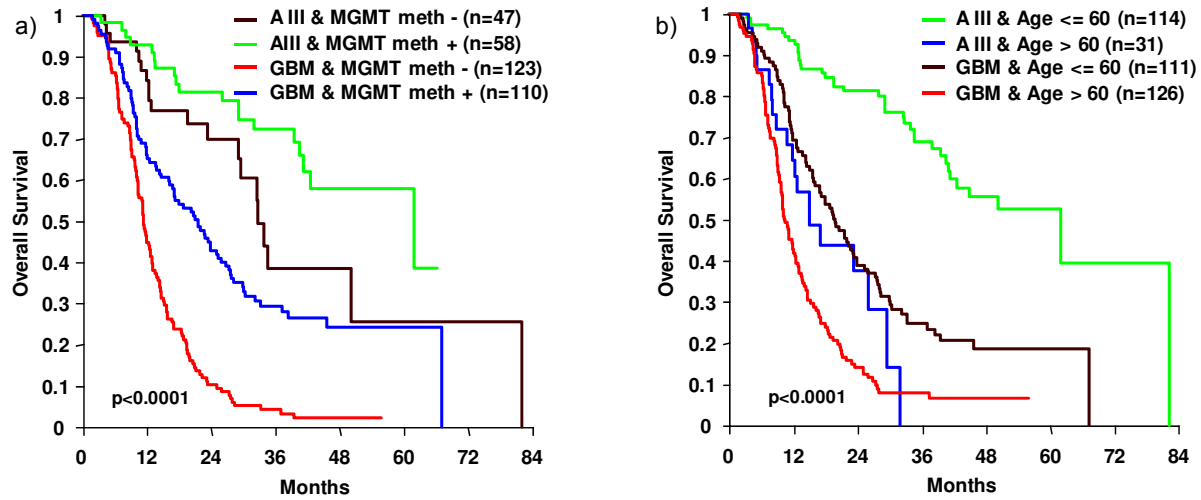 a)
A III & MGMT meth - (n=47)
AIII & MGMT meth + (n=58)
GBM & MGMT meth - (n=123)
GBM & MGMT meth + (n=110)
Overall Survival
1
0.9
0.8
0.7
0.6
0.5
0.4
0.3
0.2
0.1
0
p<0.0001
0 12 24 36 48 60 72 84
Months
b)
A III & Age <= 60 (n=114)
A III & Age > 60 (n=31)
GBM & Age <= 60 (n=111)
GBM & Age > 60 (n=126)
Overall Survival
1
0.9
0.8
0.7
0.6
0.5
0.4
0.3
0.2
0.1
0
p<0.0001
0 12 24 36 48 60 72 84
Months